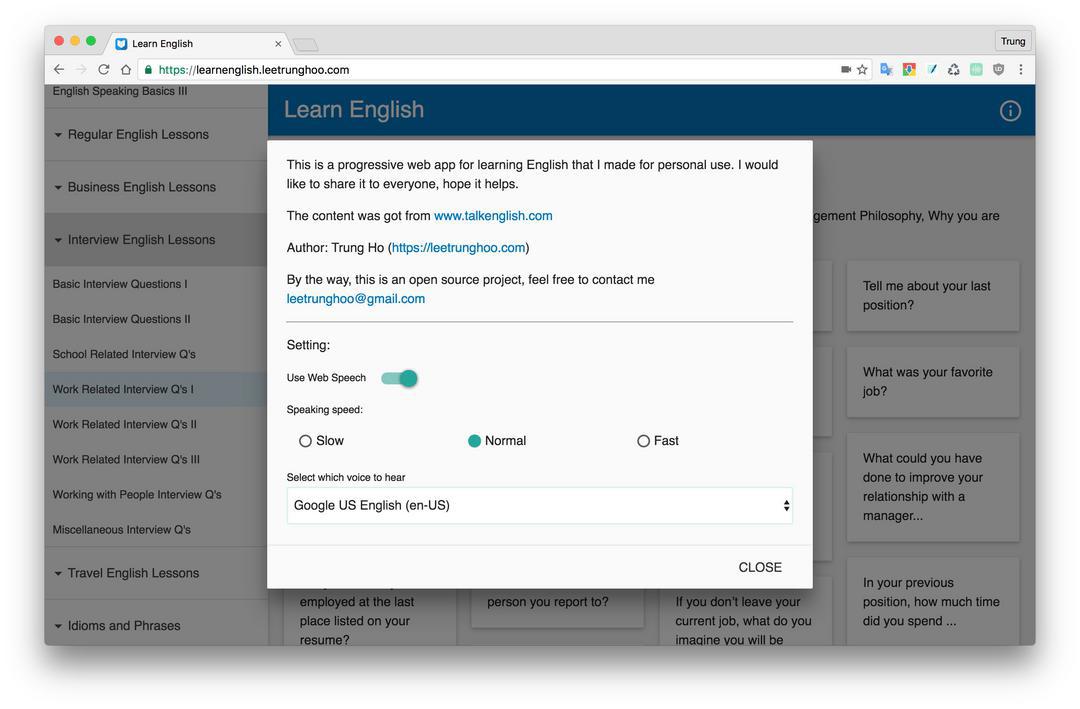 Learn English
Trung
https://learnenglish.leetrunghoo.com
English Speaking Basics III
Regular English Lessons
Business English Lessons
Interview English Lessons
Basic Interview Questions I
Basic Interview Questions II
School Related Interview Q's
Work Related Interview Q's I
Work Related Interview Q's II
Work Related Interview Q's III
Working with People Interview Q's
Miscellaneous Interview Q's
Travel English Lessons
Idioms and Phrases
Learn English
This is a progressive web app for learning English that I made for personal use. I would
like to share it to everyone, hope it helps.
The content was got from www.talkenglish.com
Author: Trung Ho (https://leetrunghoo.com)
By the way, this is an open source project, feel free to contact me
leetrunghoo@gmail.com
Setting:
Use Web Speech
Speaking speed:
Slow
Normal
Fast
Select which voice to hear
Google US English (en-US)
CLOSE
gement Philosophy, Why you are
Tell me about your last
position?
What was your favorite
job?
What could you have
done to improve your
relationship with a
manager...
In your previous
position, how much time
did you spend ...
employed at the last
place listed on your
resume?
person you report to?
If you don't leave your
current job, what do you
imagine you will be